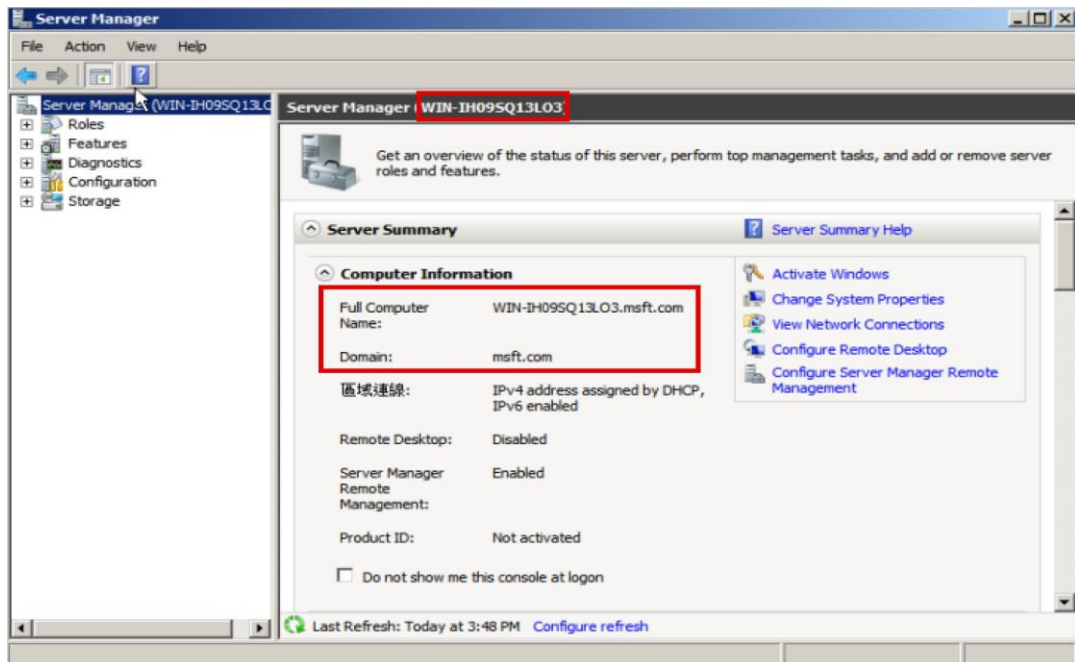 Server Manager
File Action View Help
Server Manager (WIN-IH09SQ13LO
Roles
Features
Diagnostics
Configuration
Storage
Server Manager (WIN-IH09SQ13LO3)
Get an overview of the status of this server, perform top management tasks, and add or remove server
roles and features.
Server Summary
Server Summary Help
Computer Information
Full Computer
Name:
WIN-IH09SQ13LO3.msft.com
Domain:
msft.com
區域連線:
IPv4 address assigned by DHCP,
IPv6 enabled
Remote Desktop:
Disabled
Server Manager
Remote
Management:
Enabled
Product ID:
Not activated
Do not show me this console at logon
Activate Windows
Change System Properties
View Network Connections
Configure Remote Desktop
Configure Server Manager Remote
Management
Last Refresh: Today at 3:48 PM Configure refresh